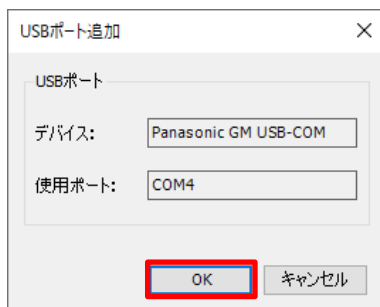 USBポート追加
USBポート
デバイス: Panasonic GM USB-COM
使用ポート: COM4
OK キャンセル